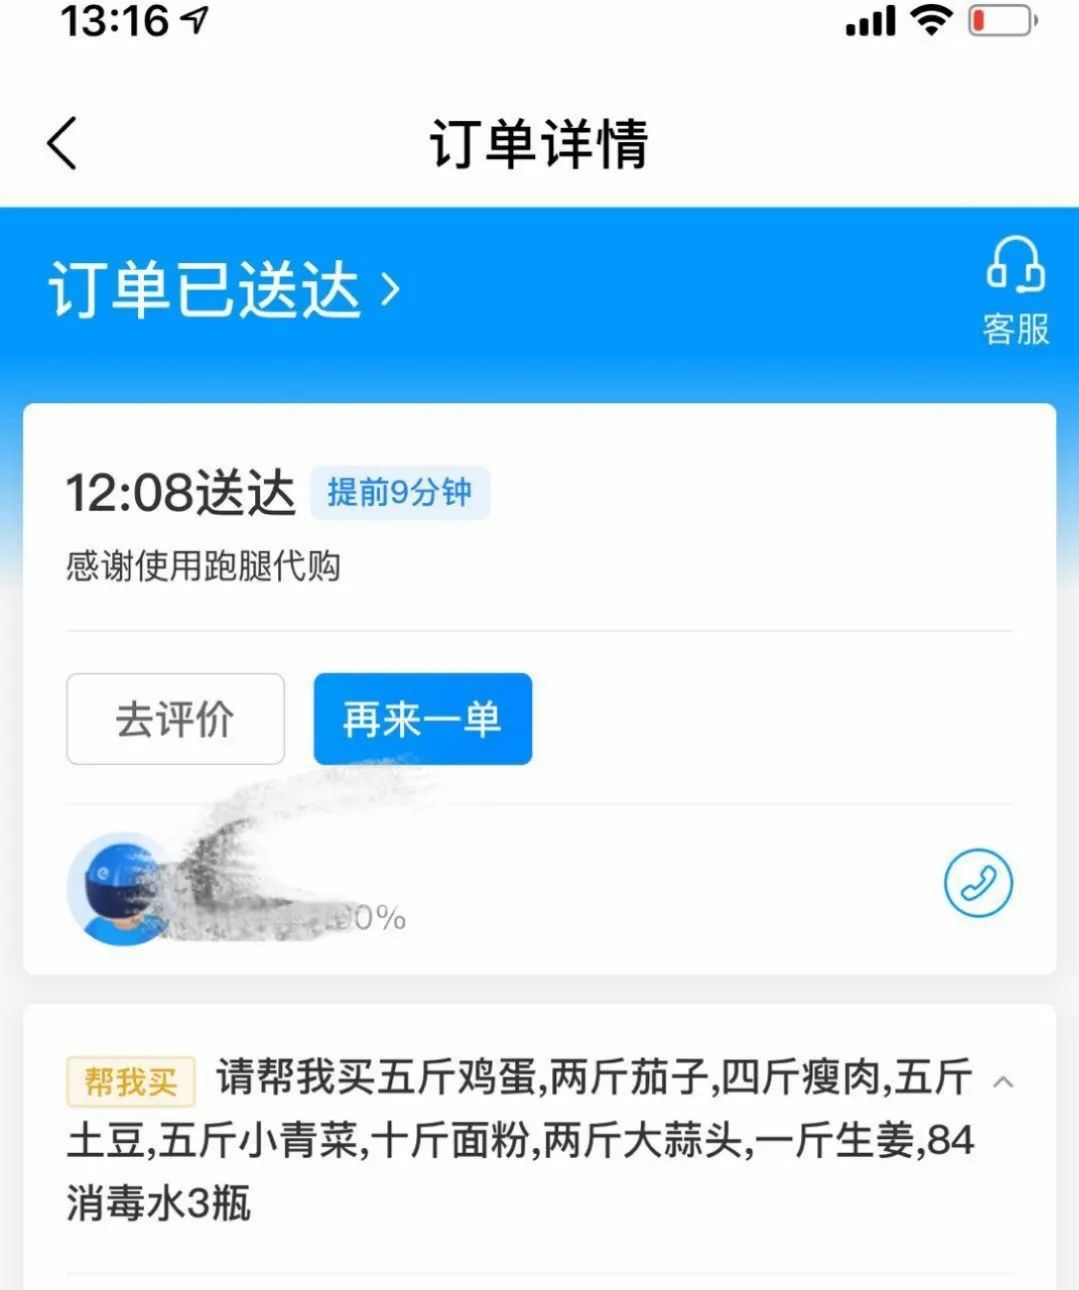 13:16
订单详情
订单已送达
客服
12:08送达 提前9分钟
感谢使用跑腿代购
去评价 再来一单
00%
帮我买 请帮我买五斤鸡蛋,两斤茄子,四斤瘦肉,五斤
土豆,五斤小青菜,十斤面粉,两斤大蒜头,一斤生姜,84
消毒水3瓶